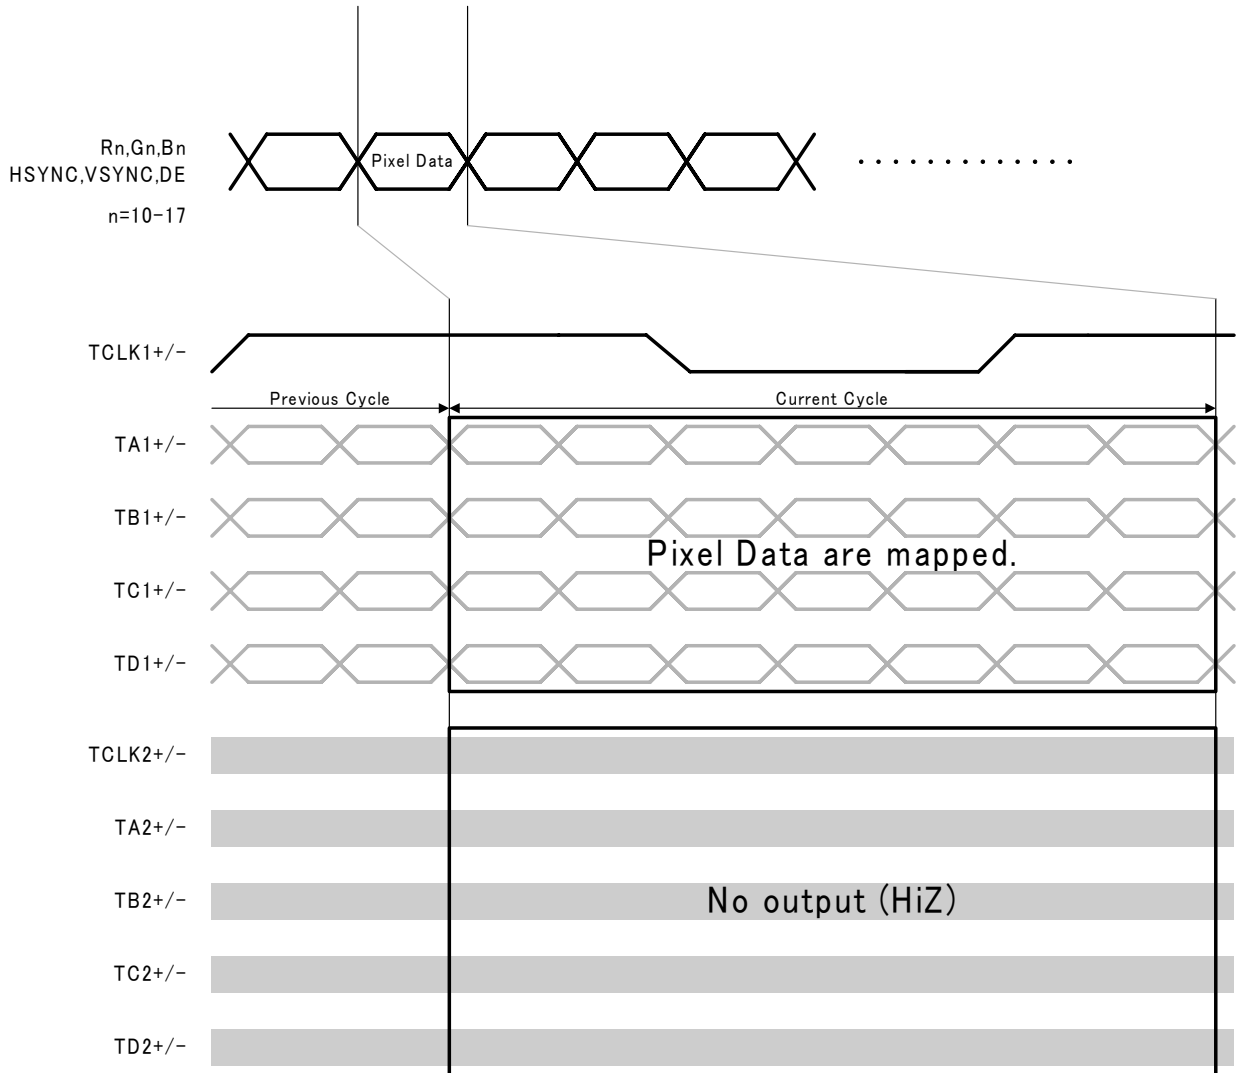 Rn,Gn,Bn
HSYNC,VSYNC,DE
n=10-17
Pixel Data
TCLK1+/-
Previous Cycle
Current Cycle
TA1+/-
TB1+/-
Pixel Data are mapped.
TC1+/-
TD1+/-
TCLK2+/-
TA2+/-
TB2+/-
No output (HiZ)
TC2+/-
TD2+/-